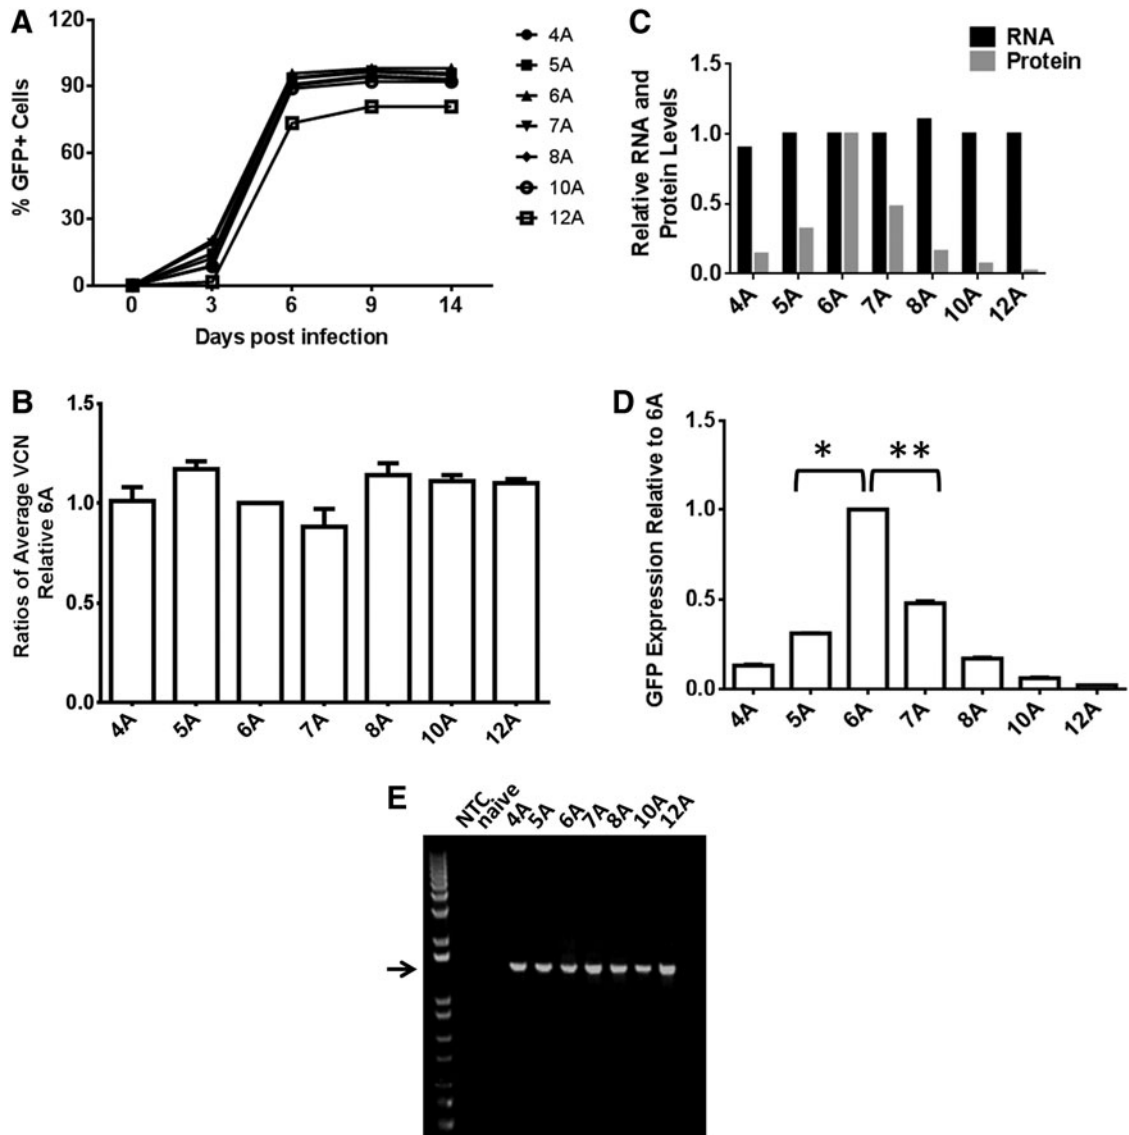 A
120
90
60
30
0
% GFP+ Cells
0 3 6 9 14
Days post infection
4A
5A
6A
7A
8A
10A
12A
C
RNA
Protein
1.5
1.0
0.5
0.0
Relative RNA and
Protein Levels
4A 5A 6A 7A 8A 10A 12A
B
1.5
1.0
0.5
0.0
Ratios of Average VCN
Relative 6A
4A 5A 6A 7A 8A 10A 12A
D
1.5
1.0
0.5
0.0
GFP Expression Relative to 6A
* **
4A 5A 6A 7A 8A 10A 12A
E
NTC naive 4A 5A 6A 7A 8A 10A 12A